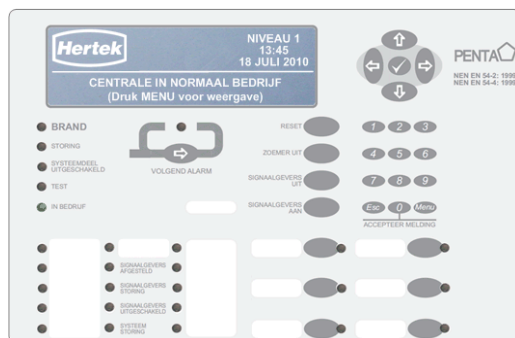 Hertek
NIVEAU 1
13:45
18 JULI 2010
CENTRALE IN NORMAAL BEDRIJF
(Druk MENU voor weergave)
PENTA
NEN EN 54-2: 1999
NEN EN 54-4: 1999
BRAND
STORING
SYSTEEMDEEL
UITGESCHAKELD
TEST
IN BEDRIJF
VOLGEND ALARM
RESET
ZOEMER UIT
SIGNAALGEVERS
UIT
SIGNAALGEVERS
AAN
1 2 3
4 5 6
7 8 9
Esc 0 Menu
ACCEPTEER MELDING
SIGNAALGEVERS
AFGESTELD
SIGNAALGEVERS
STORING
SIGNAALGEVERS
UITGESCHAKELD
SYSTEEM
STORING